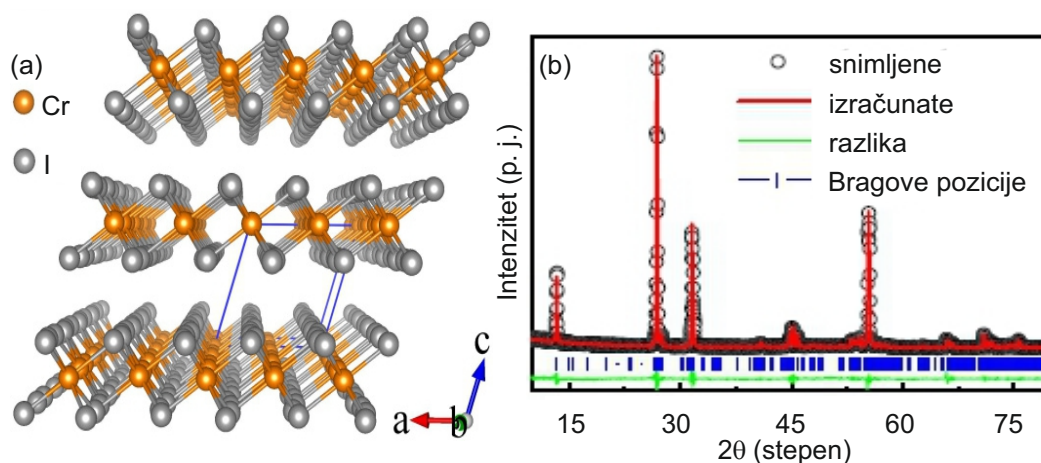 (a)
Cr
I
a
b
c
(b)
snimljene
izračunate
razlika
Bragove pozicije
Intenzitet (p. j.)
15 30 45 60 75
2θ (stepen)